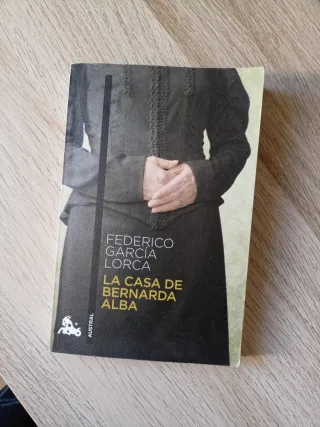 FEDERICO
GARCÍA
LORCA
LA CASA DE
BERNARDA
ALBA
AUSTRAL